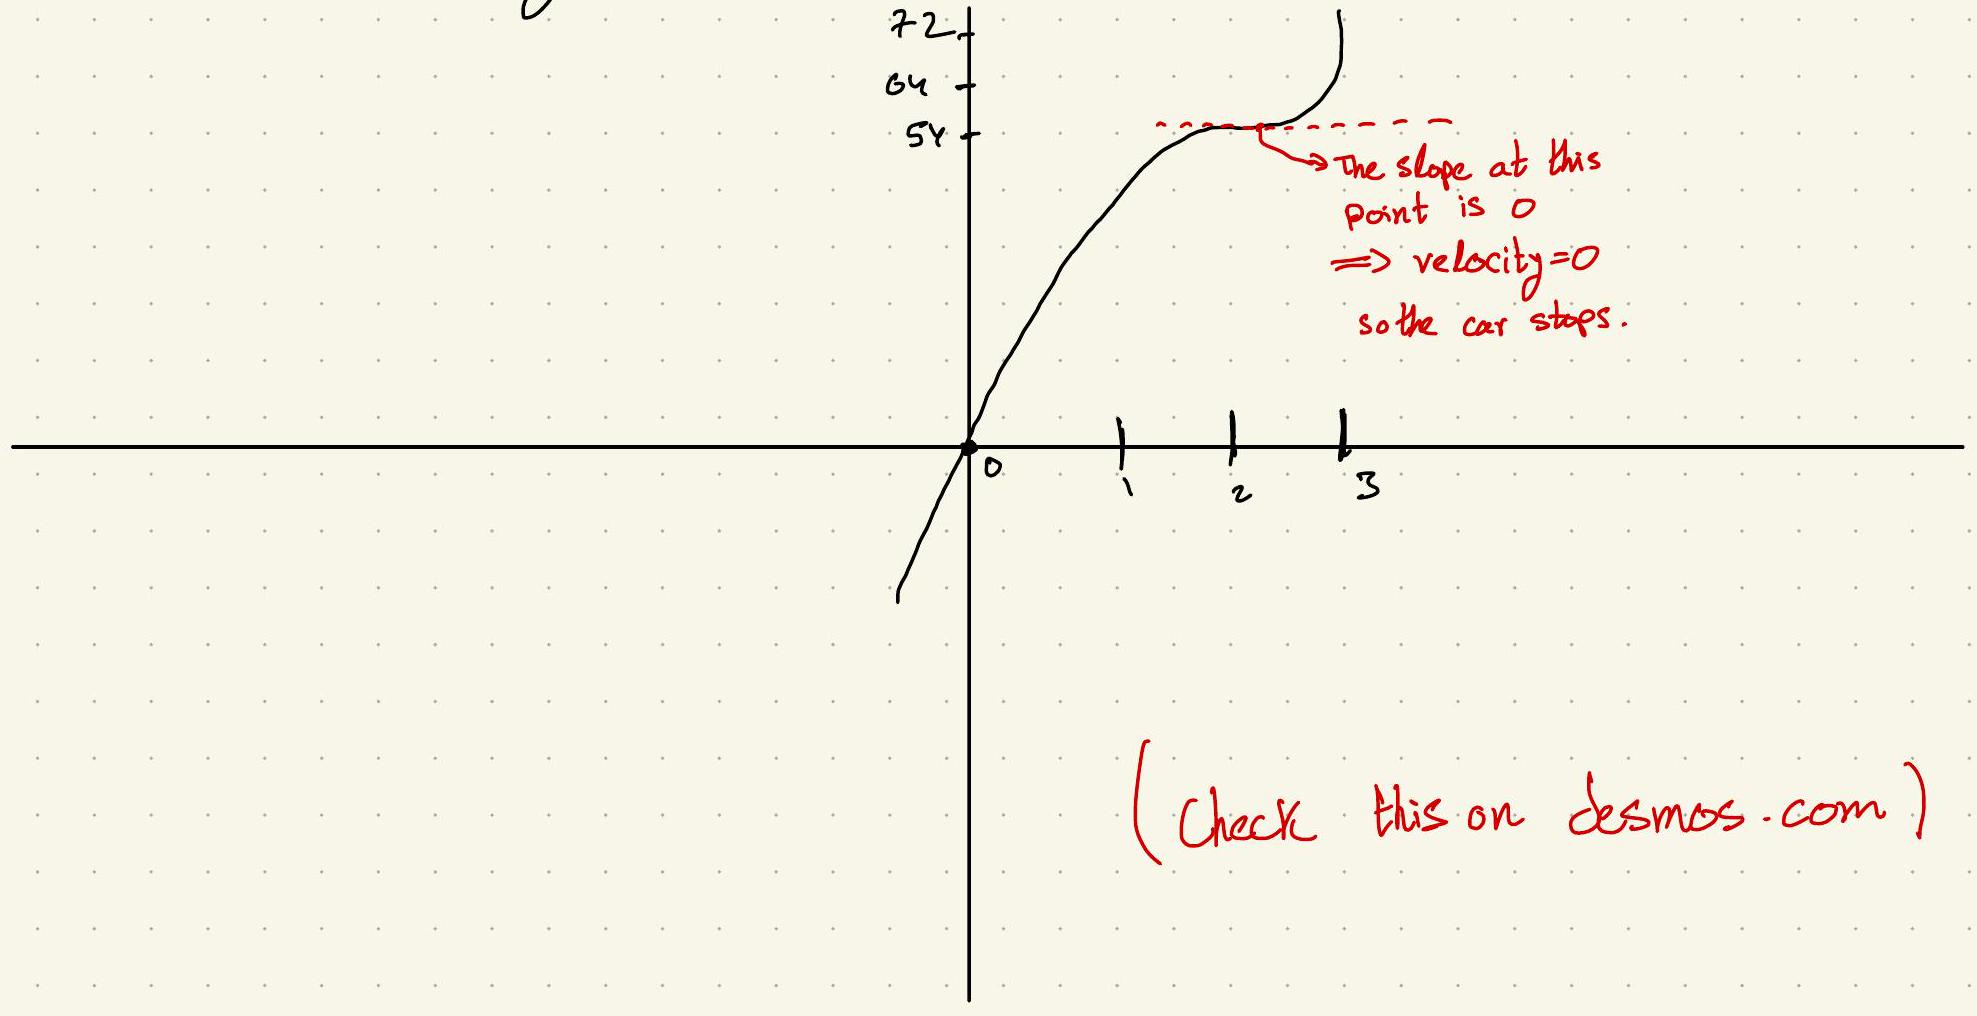 72
64
54
The slope at this
point is 0
⟹ velocity=0
so the car stops.
0
1
2
3
(Check this on desmos.com)